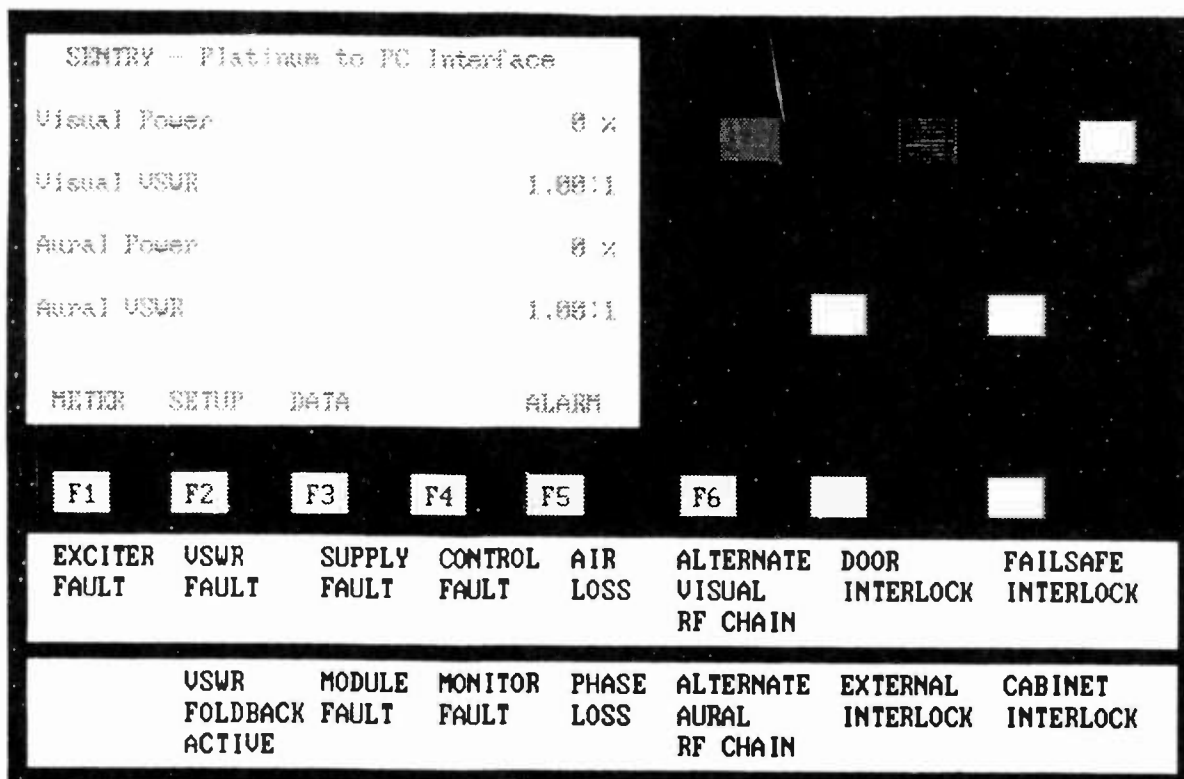 SENTRY - Platinum to PC Interface
Visual Power 0 %
Visual VSWR 1.00:1
Aural Power 0 %
Aural VSWR 1.00:1
METER SETUP DATA ALARM
F1 F2 F3 F4 F5 F6
EXCITER VSWR SUPPLY CONTROL AIR ALTERNATE DOOR FAILSAFE
FAULT FAULT FAULT FAULT LOSS VISUAL INTERLOCK INTERLOCK
RF CHAIN
VSWR MODULE MONITOR PHASE ALTERNATE EXTERNAL CABINET
FOLDBACK FAULT FAULT LOSS AURAL INTERLOCK INTERLOCK
ACTIVE RF CHAIN